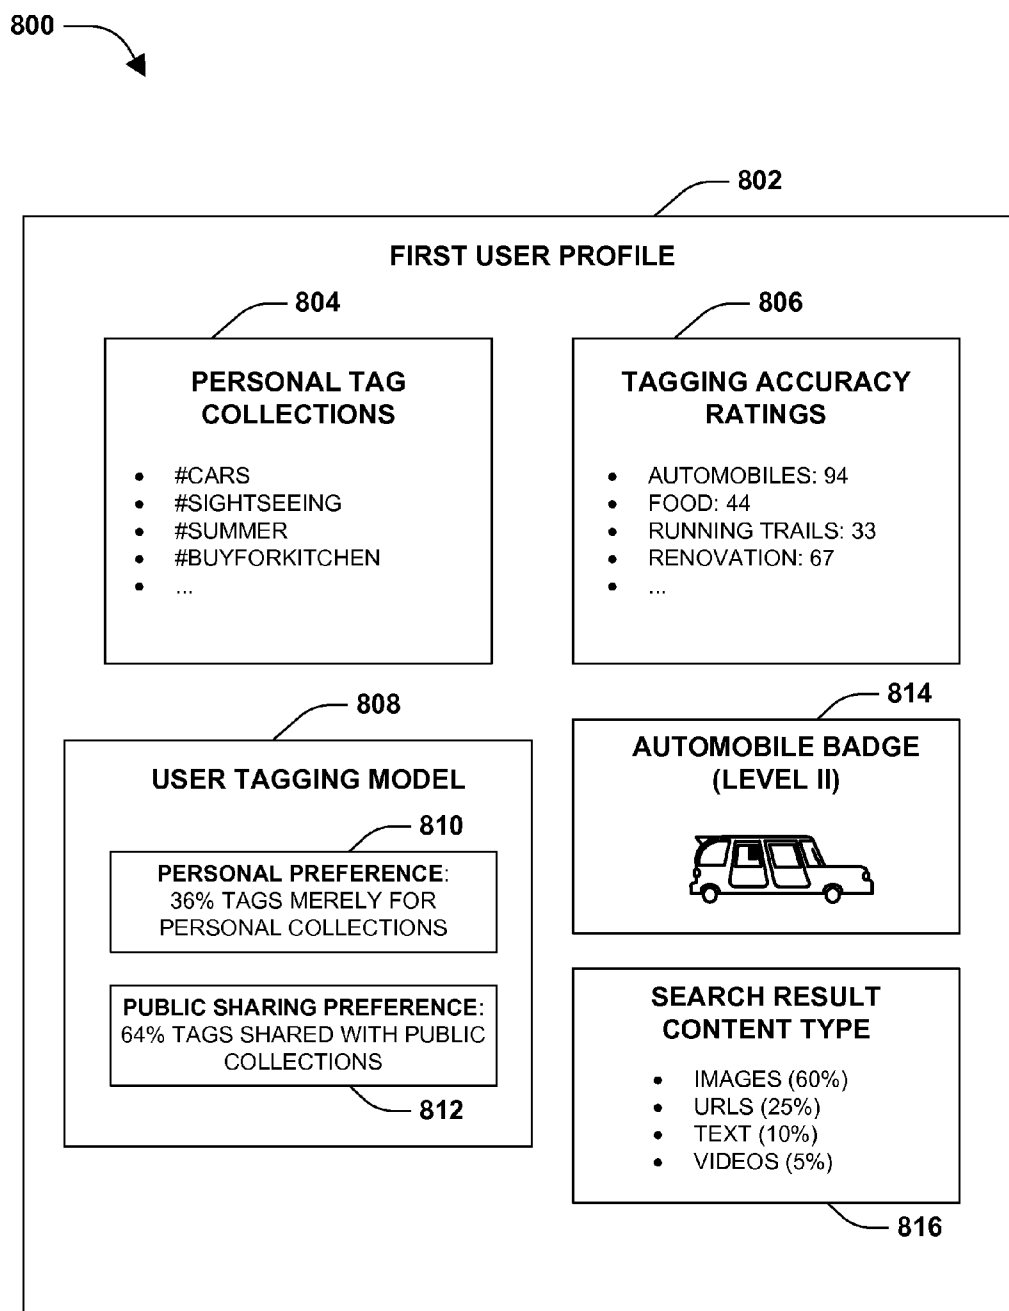 800
802
FIRST USER PROFILE
804
PERSONAL TAG
COLLECTIONS
• #CARS
• #SIGHTSEEING
• #SUMMER
• #BUYFORKITCHEN
• ...
806
TAGGING ACCURACY
RATINGS
• AUTOMOBILES: 94
• FOOD: 44
• RUNNING TRAILS: 33
• RENOVATION: 67
• ...
808
USER TAGGING MODEL
810
PERSONAL PREFERENCE:
36% TAGS MERELY FOR
PERSONAL COLLECTIONS
PUBLIC SHARING PREFERENCE:
64% TAGS SHARED WITH PUBLIC
COLLECTIONS
812
814
AUTOMOBILE BADGE
(LEVEL II)
SEARCH RESULT
CONTENT TYPE
• IMAGES (60%)
• URLS (25%)
• TEXT (10%)
• VIDEOS (5%)
816